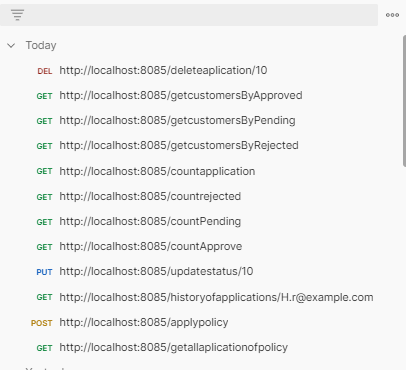 Today
DEL http://localhost:8085/deleteaplication/10
GET http://localhost:8085/getcustomersByApproved
GET http://localhost:8085/getcustomersByPending
GET http://localhost:8085/getcustomersByRejected
GET http://localhost:8085/countapplication
GET http://localhost:8085/countrejected
GET http://localhost:8085/countPending
GET http://localhost:8085/countApprove
PUT http://localhost:8085/updatestatus/10
GET http://localhost:8085/historyofapplications/H.r@example.com
POST http://localhost:8085/applypolicy
GET http://localhost:8085/getallaplicationofpolicy